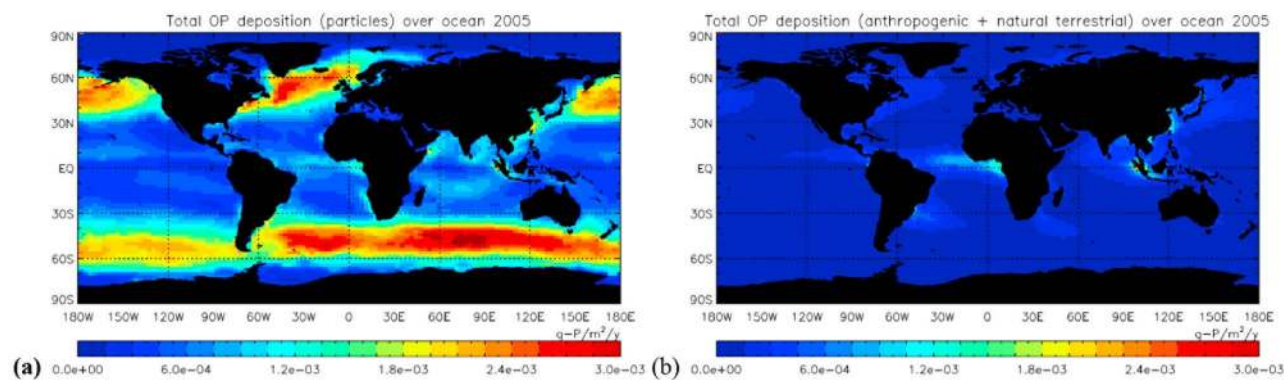 Total OP deposition (particles) over ocean 2005
90N
60N
30N
EQ
30S
60S
90S
180W 150W 120W 90W 60W 30W 0 30E 60E 90E 120E 150E 180E
g-P/m²/y
(a)
0.0e+00 6.0e-04 1.2e-03 1.8e-03 2.4e-03 3.0e-03
Total OP deposition (anthropogenic + natural terrestrial) over ocean 2005
90N
60N
30N
EQ
30S
60S
90S
180W 150W 120W 90W 60W 30W 0 30E 60E 90E 120E 150E 180E
g-P/m²/y
(b)
0.0e+00 6.0e-04 1.2e-03 1.8e-03 2.4e-03 3.0e-03